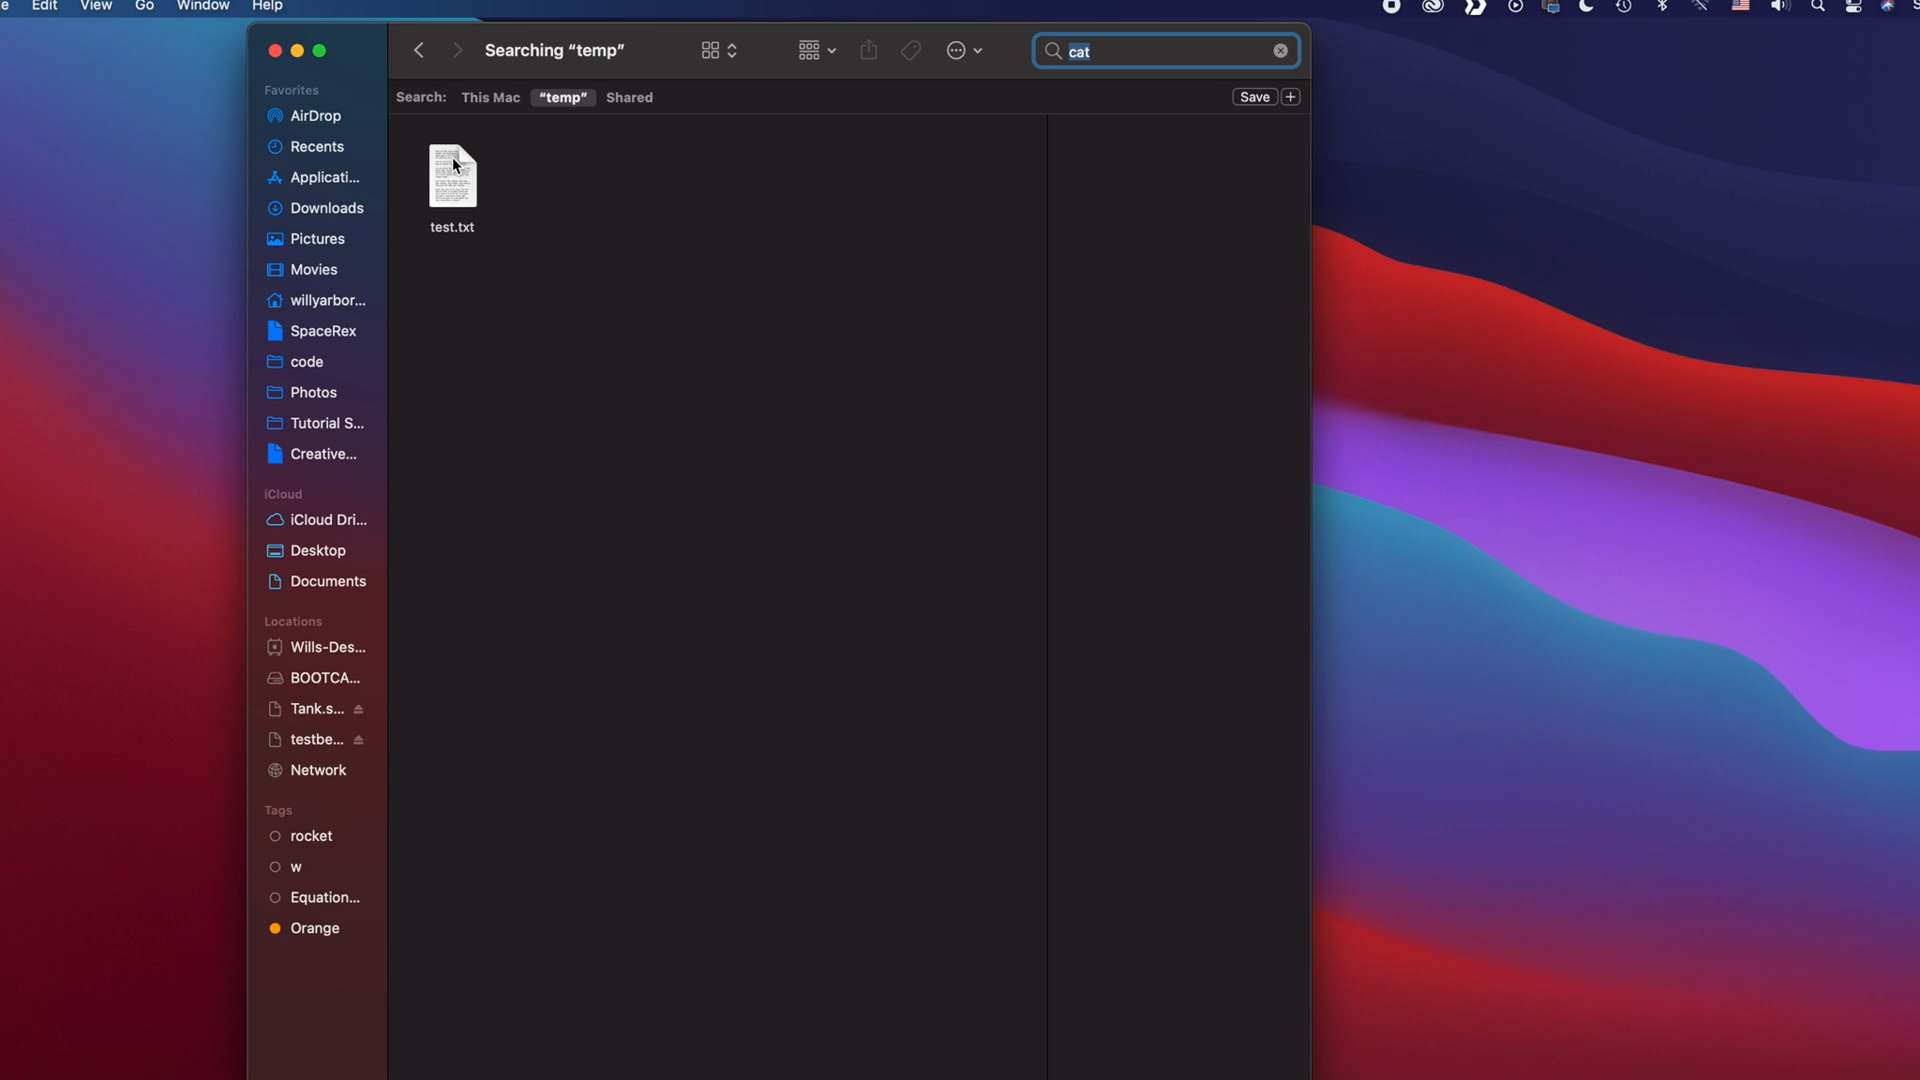 Edit View Go Window Help
Searching “temp”
cat
Search: This Mac “temp” Shared
Save
test.txt
Favorites
AirDrop
Recents
Applicati...
Downloads
Pictures
Movies
willyarbor...
SpaceRex
code
Photos
Tutorial S...
Creative...
iCloud
iCloud Dri...
Desktop
Documents
Locations
Wills-Des...
BOOTCA...
Tank.s...
testbe...
Network
Tags
rocket
w
Equation...
Orange